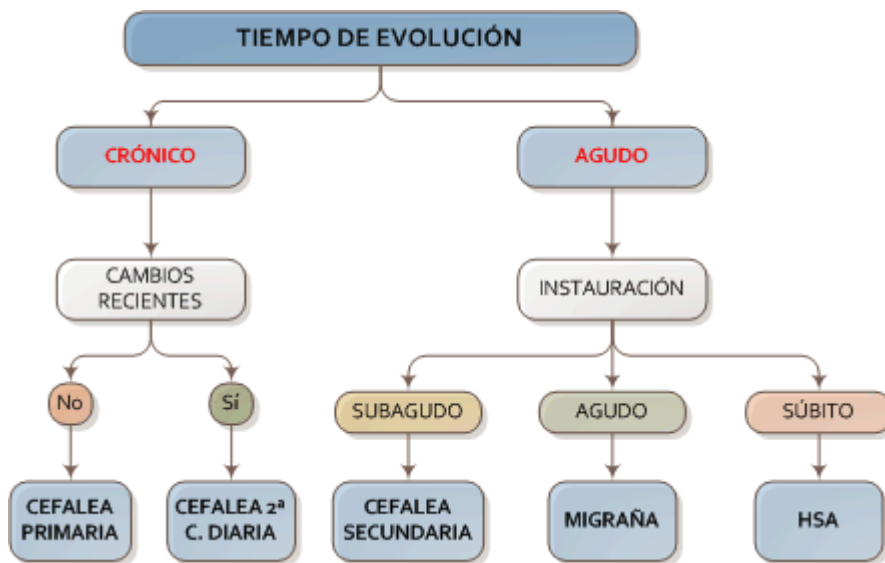 TIEMPO DE EVOLUCIÓN
CRÓNICO
AGUDO
CAMBIOS
RECIENTES
INSTAURACIÓN
No
Sí
SUBAGUDO
AGUDO
SÚBITO
CEFALEA
PRIMARIA
CEFALEA 2ª
C. DIARIA
CEFALEA
SECUNDARIA
MIGRAÑA
HSA